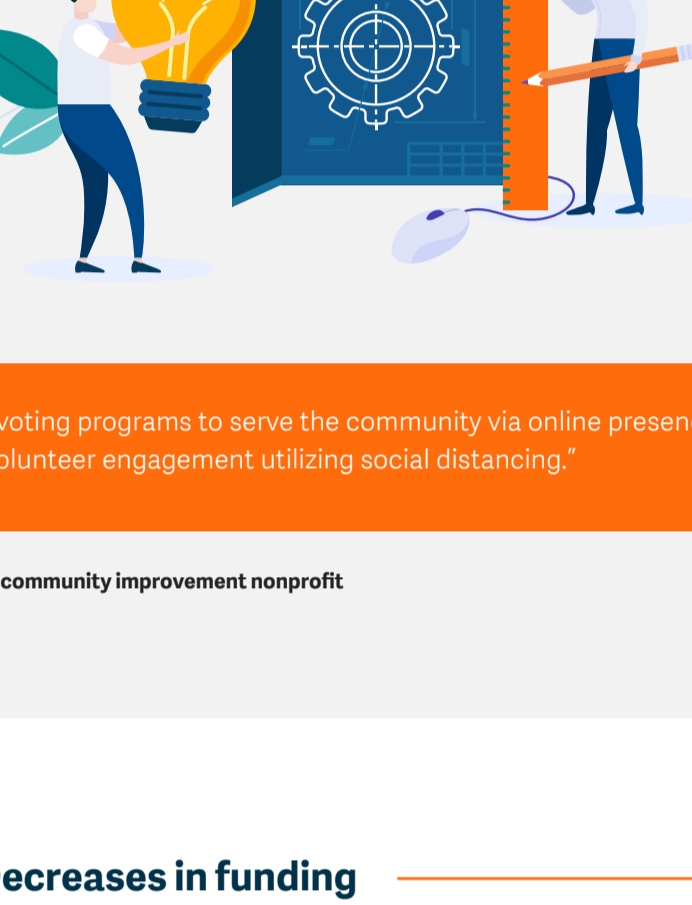 voting programs to serve the community via online presen
olunteer engagement utilizing social distancing.”
community improvement nonprofit
ecreases in funding